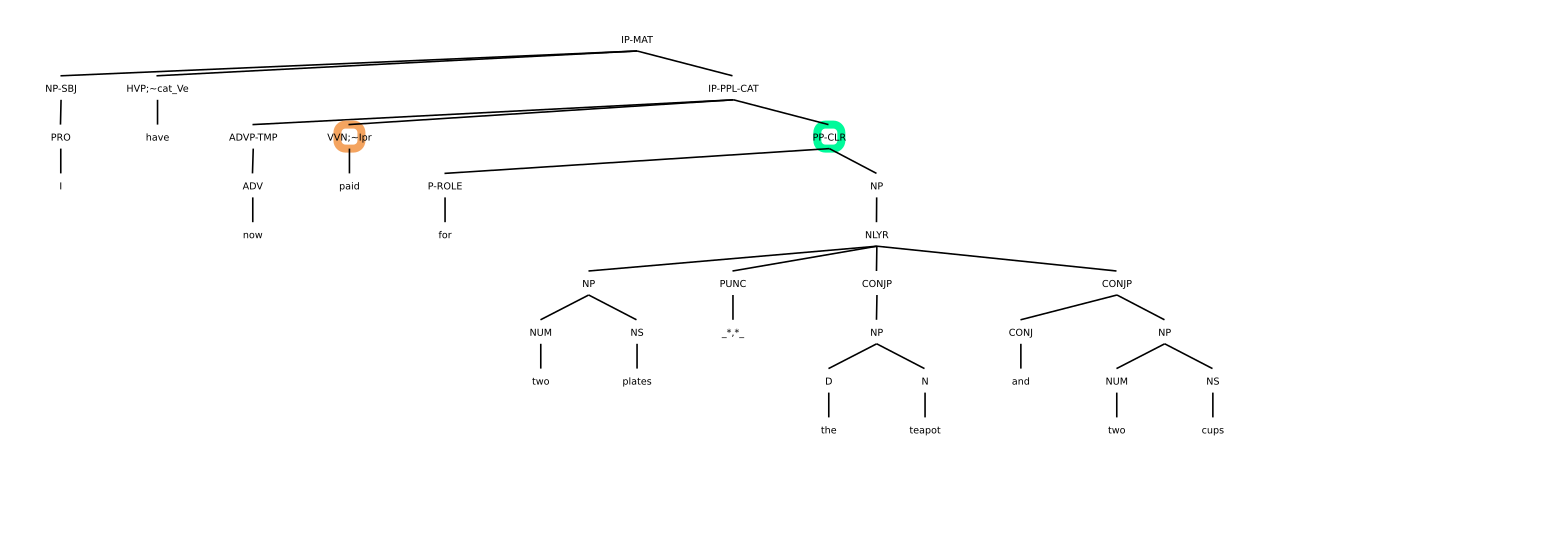 IP-MAT
NP-SBJ HVP;~cat_Ve IP-PPL-CAT
PRO have ADVP-TMP VVN;~Ipr PP-CLR
I ADV paid P-ROLE NP
now for NLYR
NP PUNC CONJP CONJP
NUM NS _*,*_ NP CONJ NP
two plates D N and NUM NS
the teapot two cups